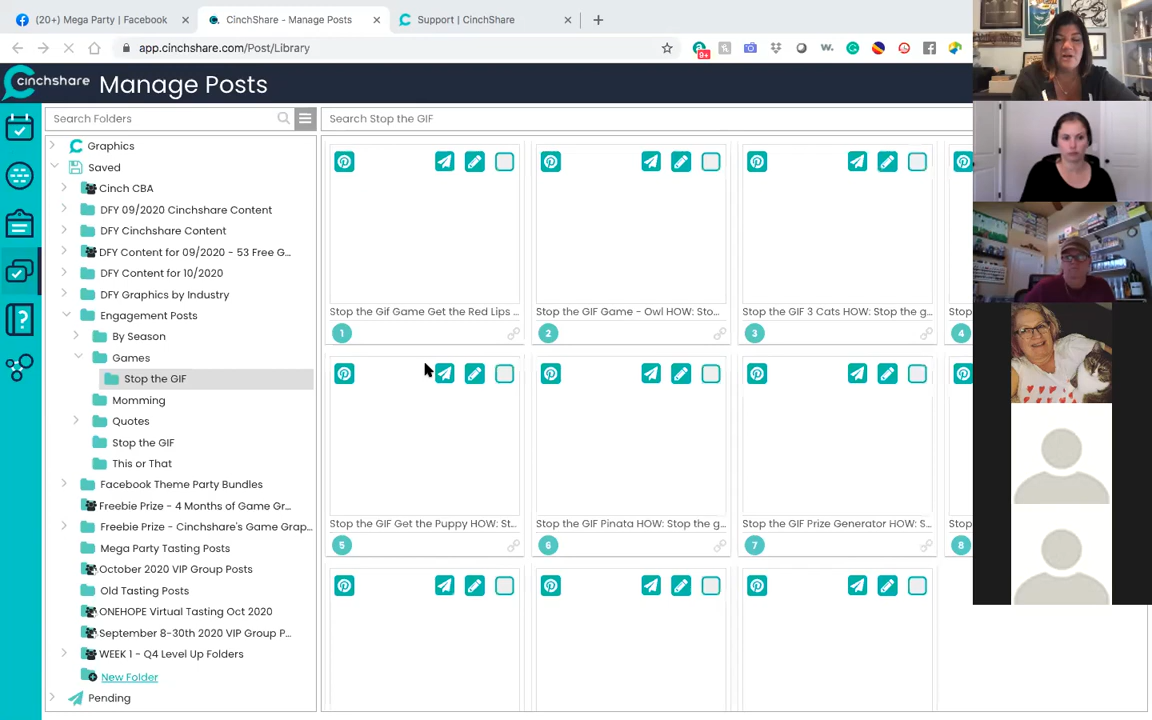 (20+) Mega Party | Facebook
CinchShare - Manage Posts
Support | CinchShare
app.cinchshare.com/Post/Library
9+
w.
cinchshare
Manage Posts
Search Folders
Search Stop the GIF
Graphics
Saved
Cinch CBA
DFY 09/2020 Cinchshare Content
DFY Cinchshare Content
DFY Content for 09/2020 - 53 Free G...
DFY Content for 10/2020
DFY Graphics by Industry
Engagement Posts
By Season
Games
Stop the GIF
Momming
Quotes
Stop the GIF
This or That
Facebook Theme Party Bundles
Freebie Prize - 4 Months of Game Gr...
Freebie Prize - Cinchshare's Game Grap...
Mega Party Tasting Posts
October 2020 VIP Group Posts
Old Tasting Posts
ONEHOPE Virtual Tasting Oct 2020
September 8-30th 2020 VIP Group P...
WEEK 1 - Q4 Level Up Folders
New Folder
Pending
Stop the Gif Game Get the Red Lips ...
Stop the GIF Game - Owl HOW: Sto...
Stop the GIF 3 Cats HOW: Stop the g...
Stop
1
2
3
4
Stop the GIF Get the Puppy HOW: St...
Stop the GIF Pinata HOW: Stop the g...
Stop the GIF Prize Generator HOW: S...
Stop
5
6
7
8